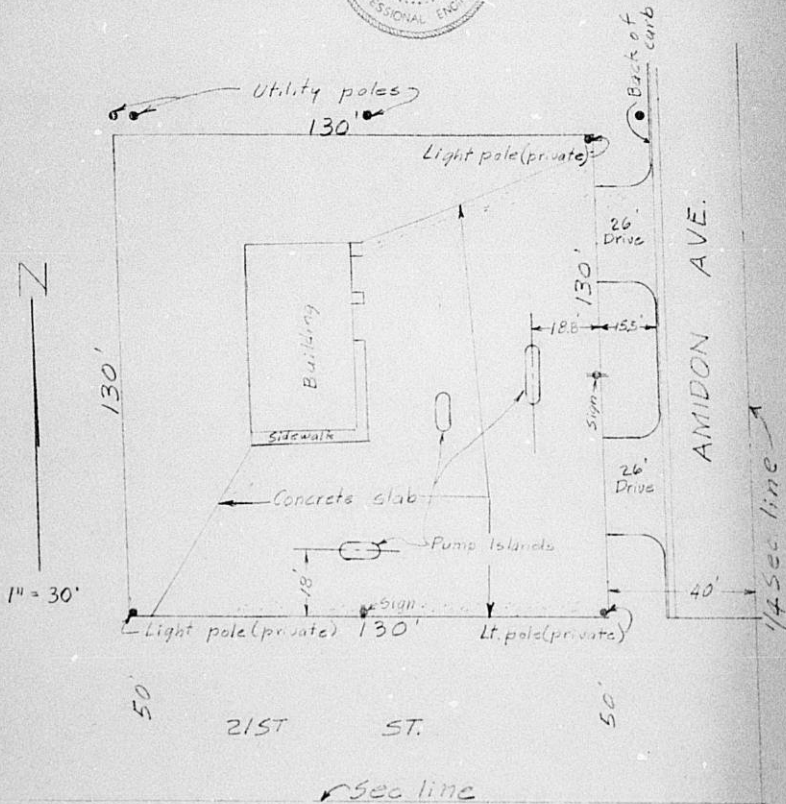 ESSIONAL ENG
Back of
curb
Utility poles
130'
Light pole (private)
26'
Drive
AMIDON AVE.
N
130'
130'
Building
18.8
15.5'
Sign
Sidewalk
26'
Drive
Concrete slab
Pump Islands
18'
1" = 30'
40'
1/4 Sec line
Sign
Light pole (private)
130'
Lt. pole (private)
50'
50'
21ST ST.
Sec line